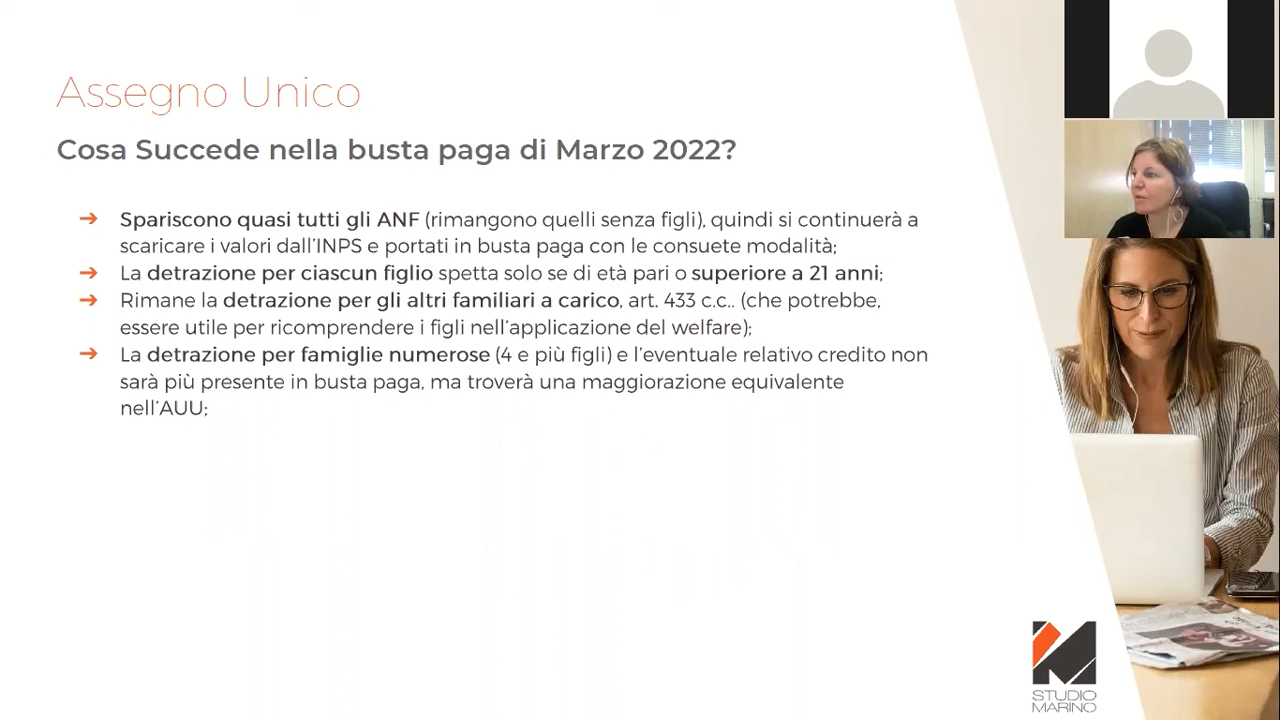 Assegno Unico
Cosa Succede nella busta paga di Marzo 2022?
➔ Spariscono quasi tutti gli ANF (rimangono quelli senza figli), quindi si continuerà a
scaricare i valori dall'INPS e portati in busta paga con le consuete modalità;
➔ La detrazione per ciascun figlio spetta solo se di età pari o superiore a 21 anni;
➔ Rimane la detrazione per gli altri familiari a carico, art. 433 c.c.. (che potrebbe,
essere utile per ricomprendere i figli nell'applicazione del welfare);
➔ La detrazione per famiglie numerose (4 e più figli) e l'eventuale relativo credito non
sarà più presente in busta paga, ma troverà una maggiorazione equivalente
nell'AUU;
STUDIO
MARINO